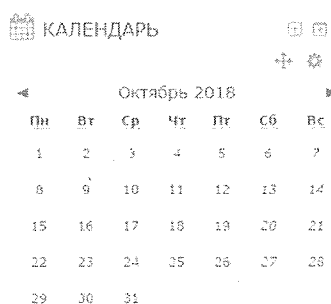 КАЛЕНДАРЬ
Октябрь 2018
Пн Вт Ср Чт Пт Сб Вс
1 2 3 4 5 6 7
8 9 10 11 12 13 14
15 16 17 18 19 20 21
22 23 24 25 26 27 28
29 30 31